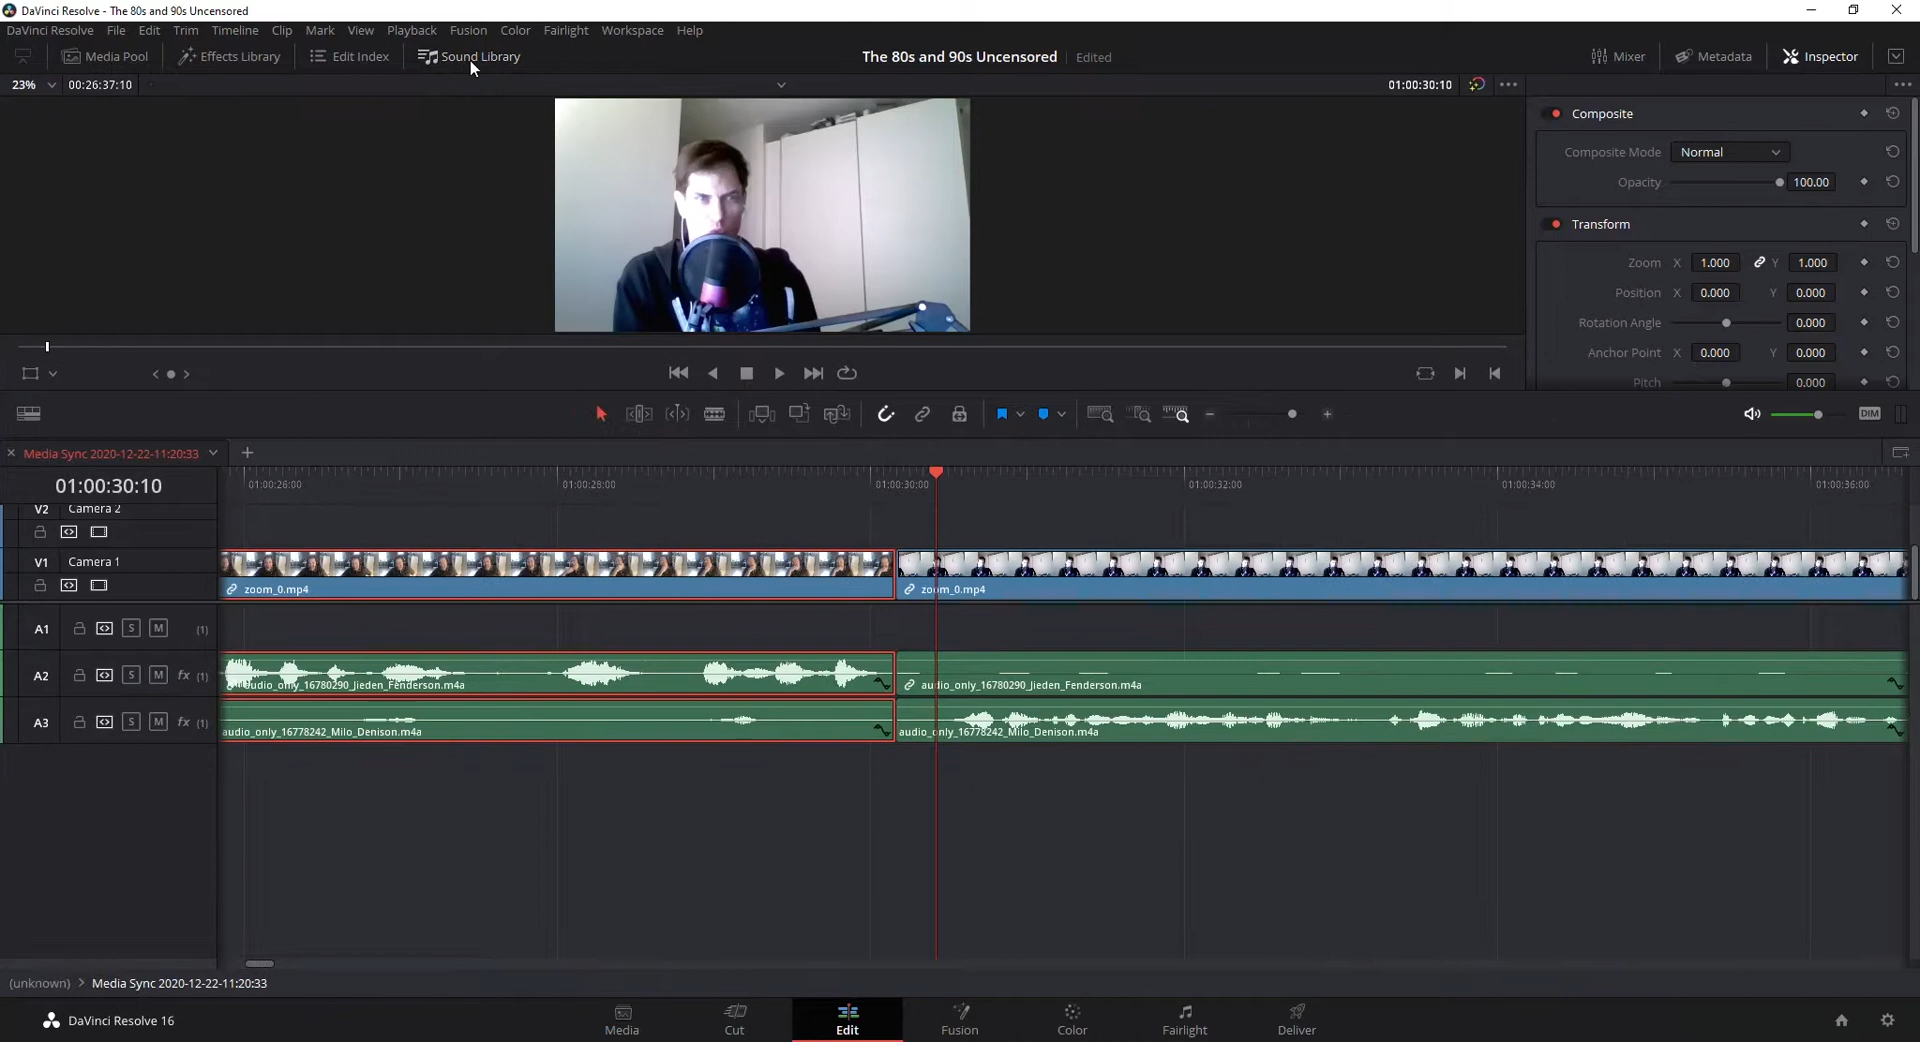 DaVinci Resolve - The 80s and 90s Uncensored
DaVinci Resolve File Edit Trim Timeline Clip Mark View Playback Fusion Color Fairlight Workspace Help
Media Pool Effects Library Edit Index Sound Library The 80s and 90s Uncensored Edited Mixer Metadata Inspector
23% 00:26:37:10 01:00:30:10
Composite
Composite Mode Normal
Opacity 100.00
Transform
Zoom X 1.000 Y 1.000
Position X 0.000 Y 0.000
Rotation Angle 0.000
Anchor Point X 0.000 Y 0.000
Pitch 0.000
DIM
Media Sync 2020-12-22-11:20:33
01:00:30:10 01:00:26:00 01:00:28:00 01:00:30:00 01:00:32:00 01:00:34:00 01:00:36:00
V2 Camera 2
V1 Camera 1
zoom_0.mp4 zoom_0.mp4
A1 S M (1)
A2 S M fx (1)
audio_only_16780290_Jieden_Fenderson.m4a audio_only_16780290_Jieden_Fenderson.m4a
A3 S M fx (1)
audio_only_16778242_Milo_Denison.m4a audio_only_16778242_Milo_Denison.m4a
(unknown) > Media Sync 2020-12-22-11:20:33
DaVinci Resolve 16 Media Cut Edit Fusion Color Fairlight Deliver